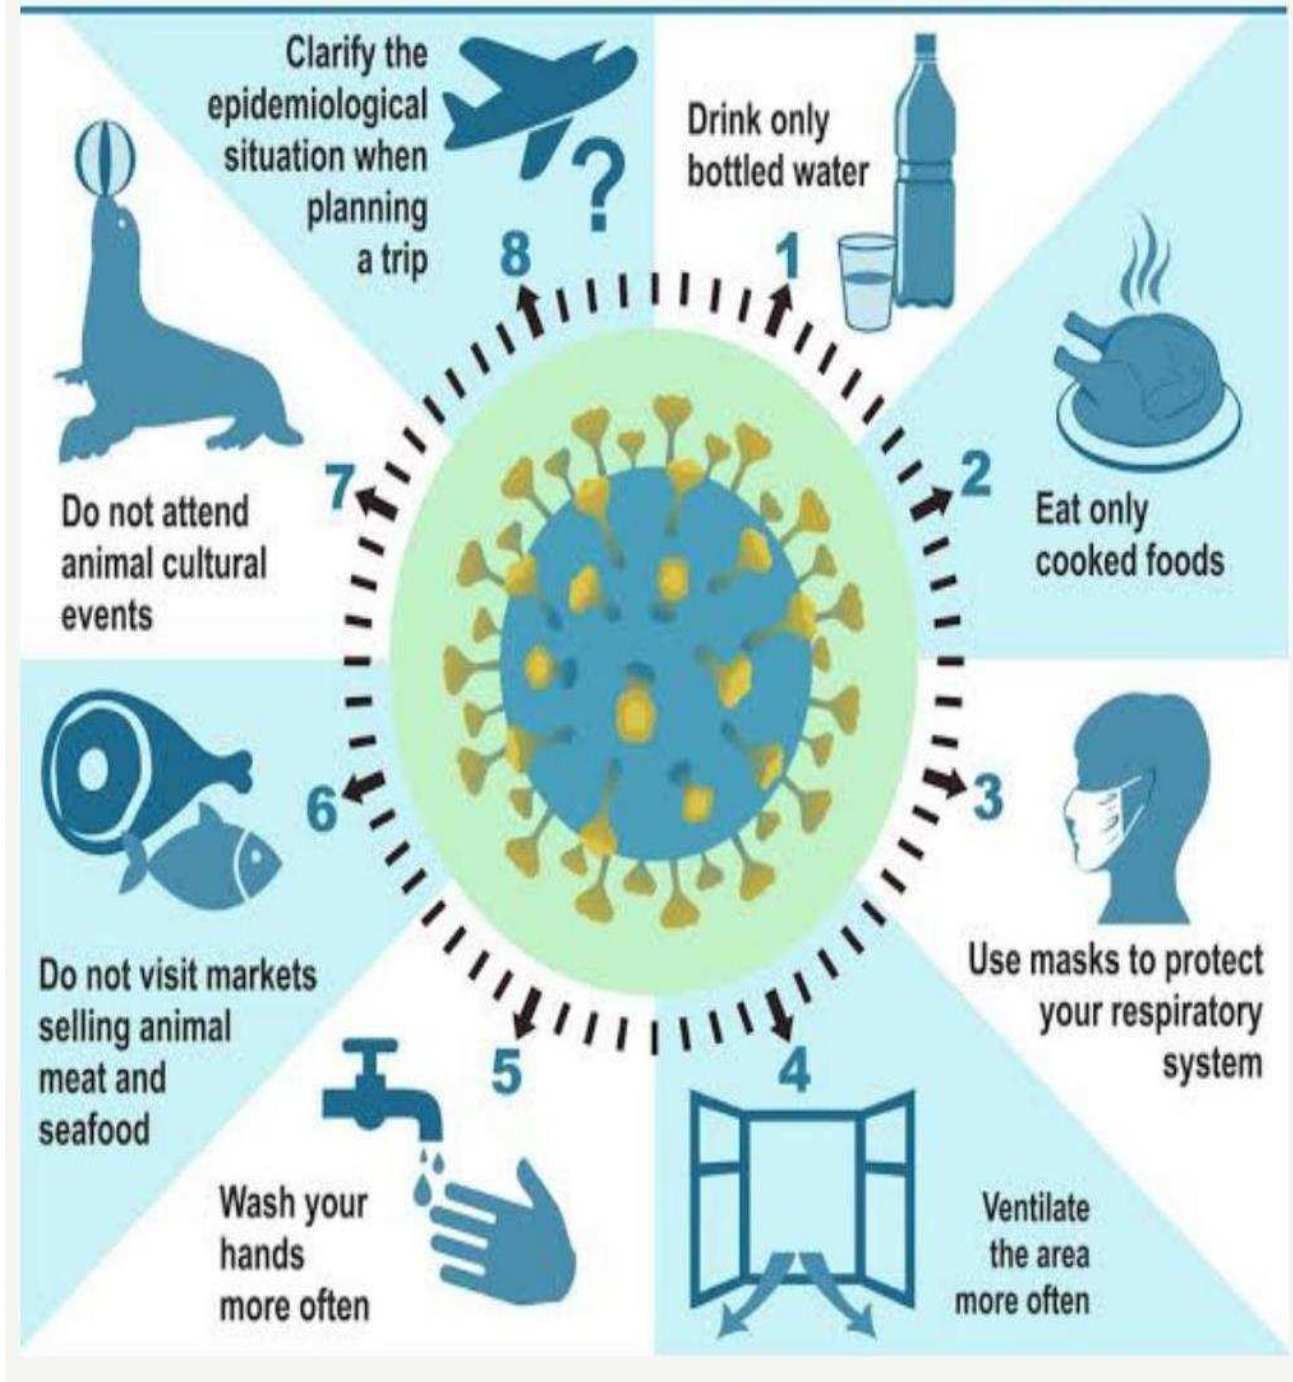 1
Drink only
bottled water
2
Eat only
cooked foods
3
Use masks to protect
your respiratory
system
4
Ventilate
the area
more often
5
Wash your
hands
more often
6
Do not visit markets
selling animal
meat and
seafood
7
Do not attend
animal cultural
events
8
Clarify the
epidemiological
situation when
planning
a trip
?